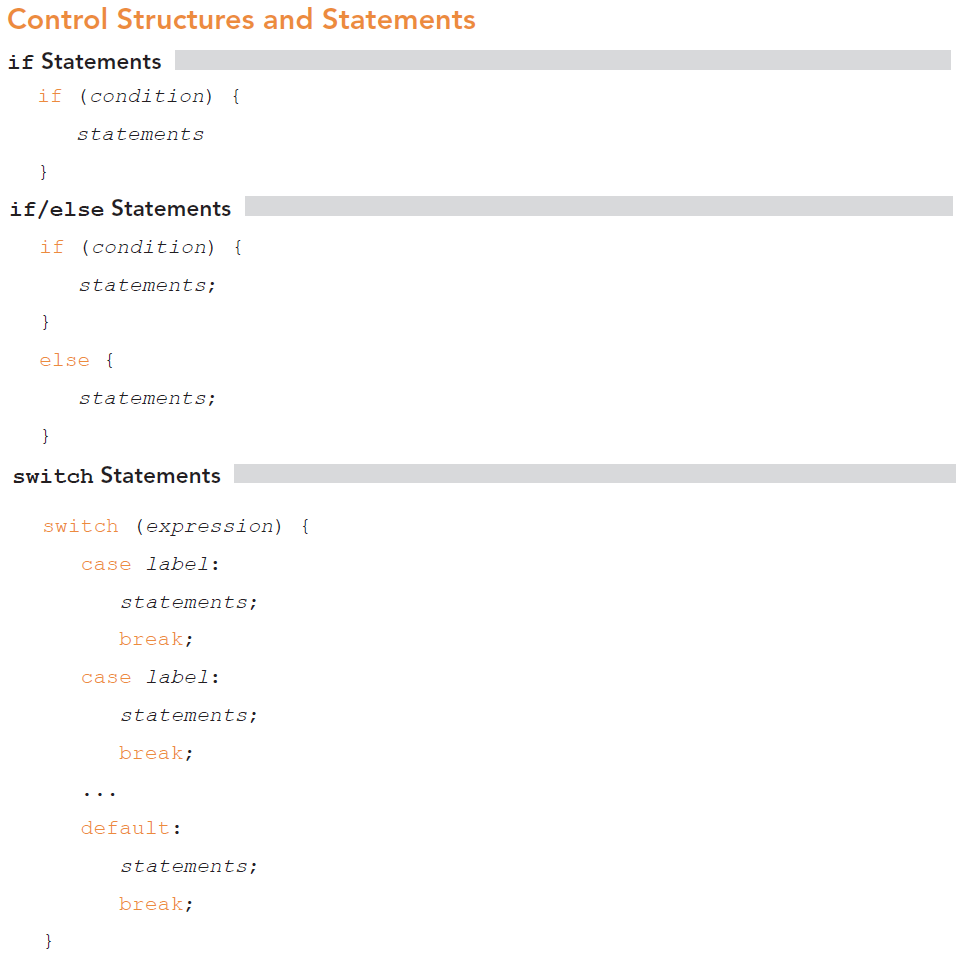 Control Structures and Statements
if Statements
if (condition) {
statements
}
if/else Statements
if (condition) {
statements;
}
else {
statements;
}
switch Statements
switch (expression) {
case label:
statements;
break;
case label:
statements;
break;
...
default:
statements;
break;
}